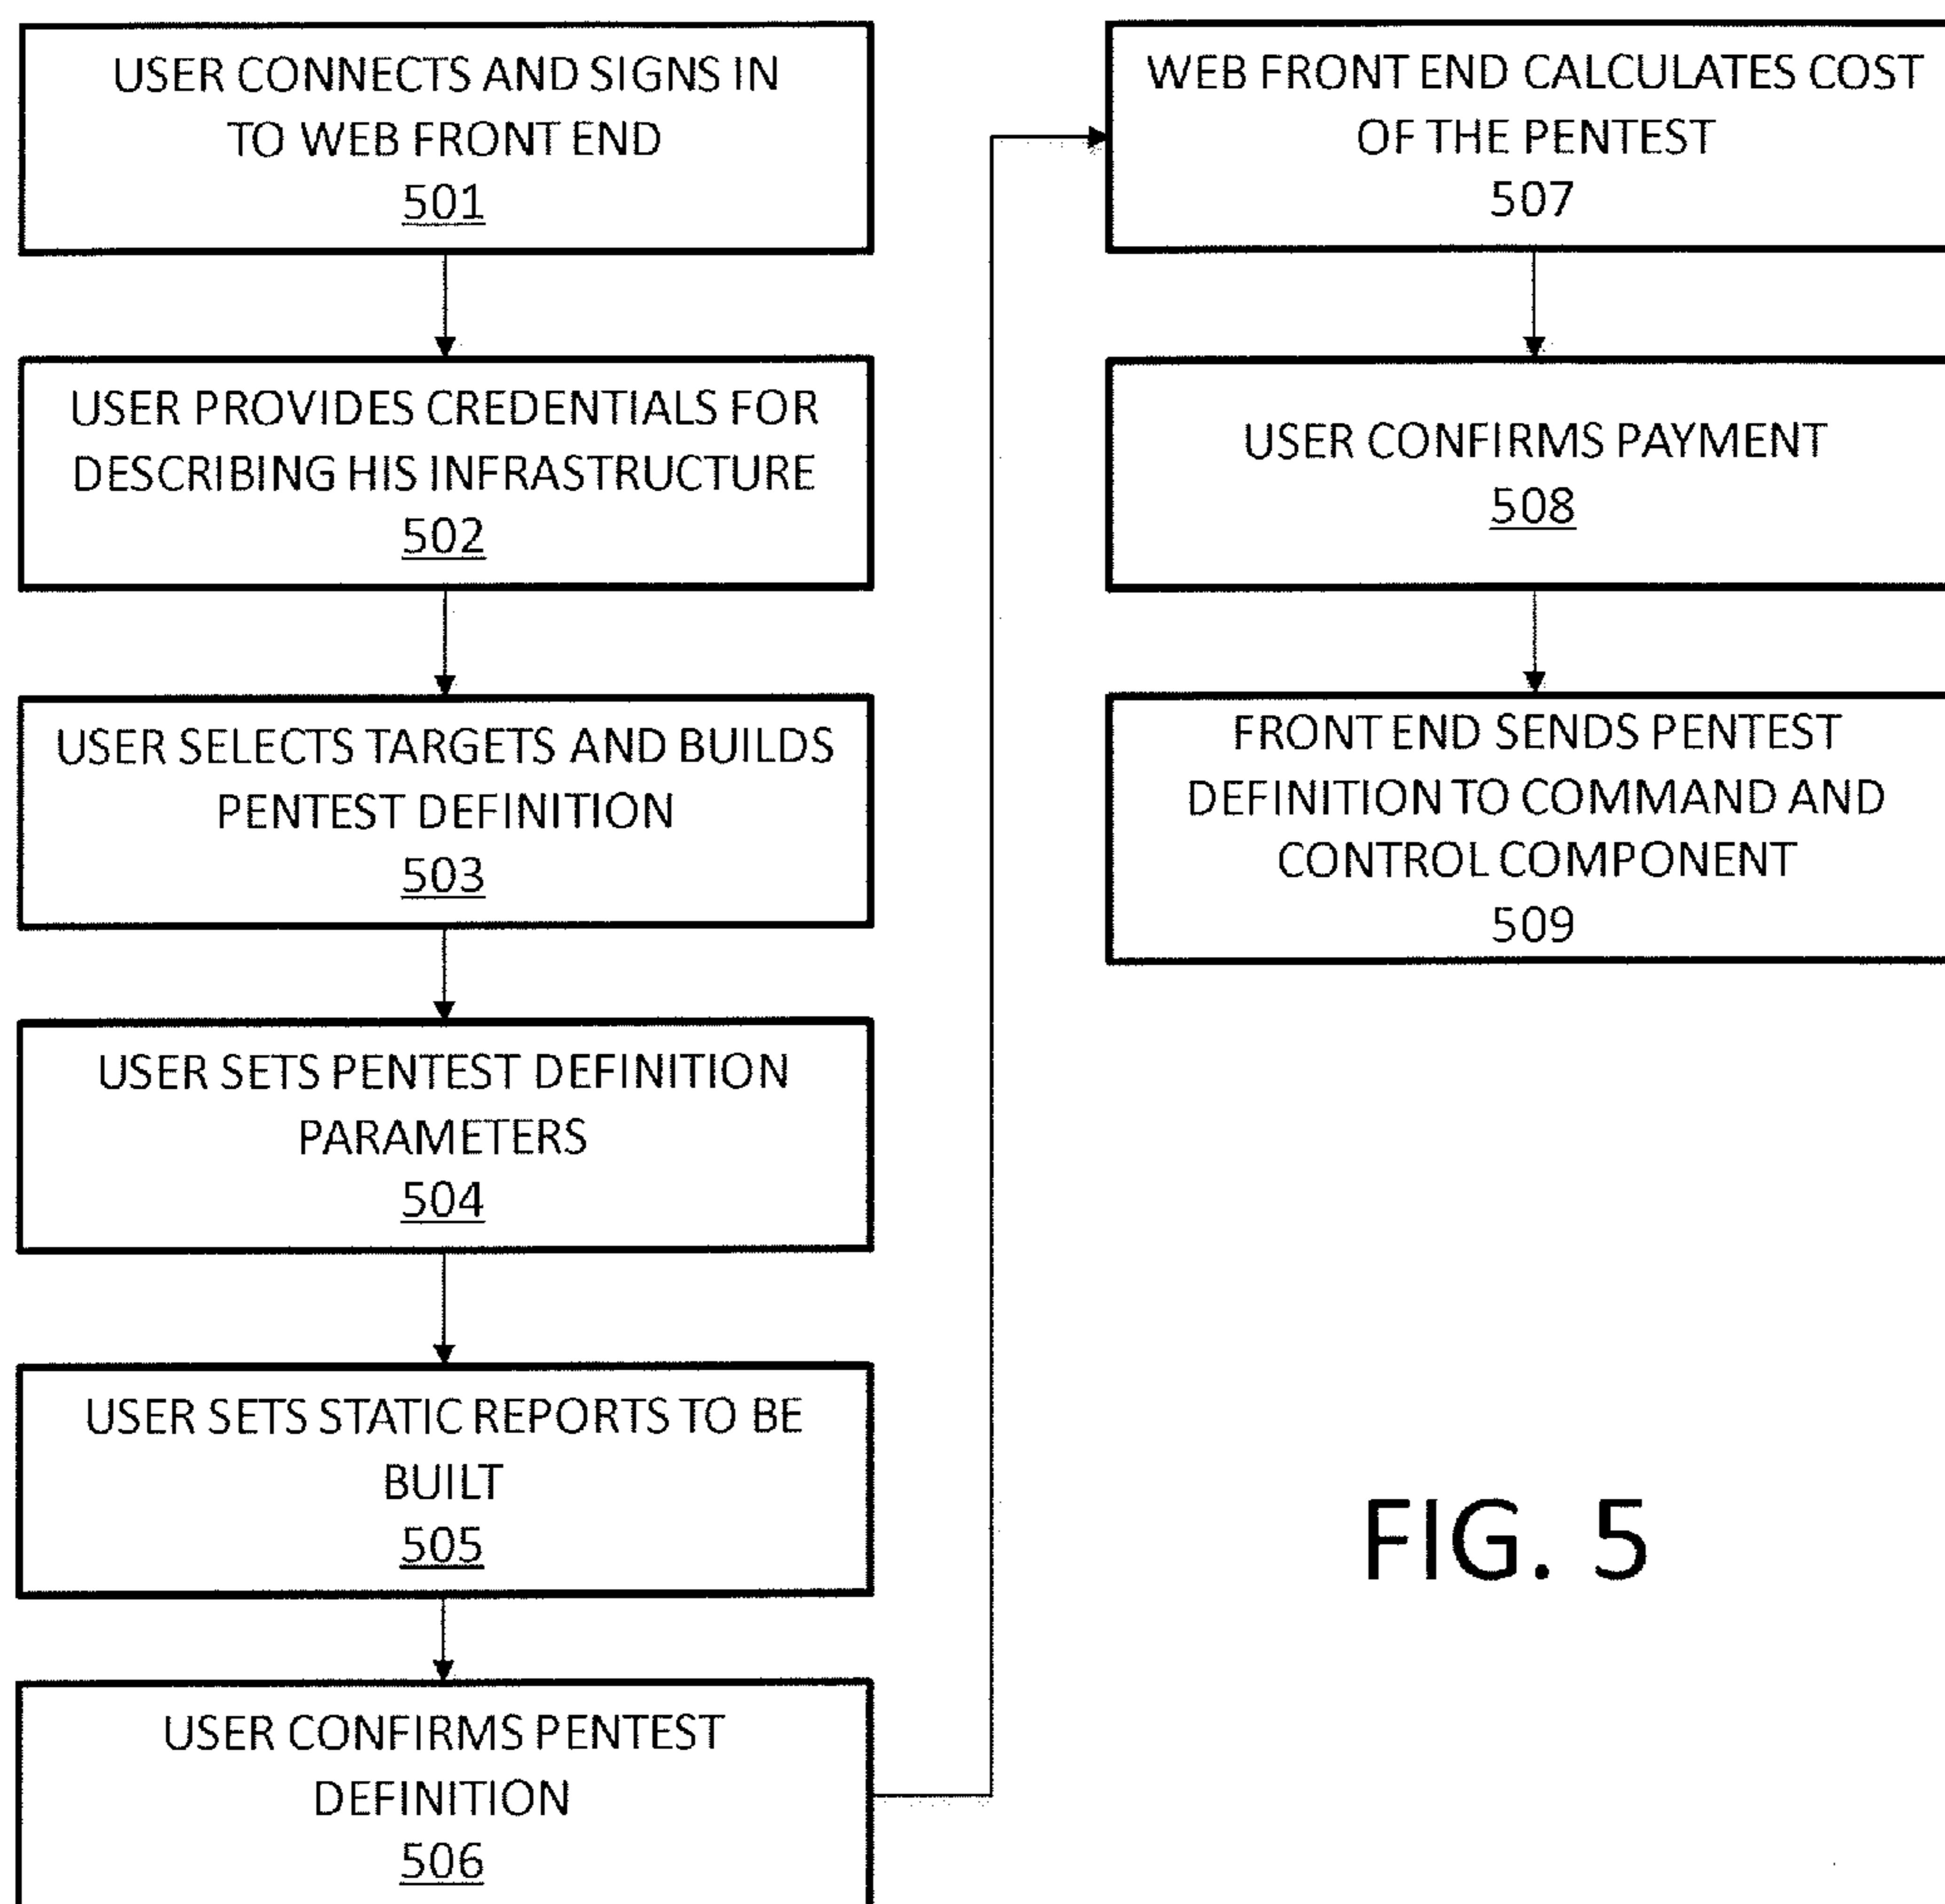 USER CONNECTS AND SIGNS IN
TO WEB FRONT END
501
USER PROVIDES CREDENTIALS FOR
DESCRIBING HIS INFRASTRUCTURE
502
USER SELECTS TARGETS AND BUILDS
PENTEST DEFINITION
503
USER SETS PENTEST DEFINITION
PARAMETERS
504
USER SETS STATIC REPORTS TO BE
BUILT
505
USER CONFIRMS PENTEST
DEFINITION
506
WEB FRONT END CALCULATES COST
OF THE PENTEST
507
USER CONFIRMS PAYMENT
508
FRONT END SENDS PENTEST
DEFINITION TO COMMAND AND
CONTROL COMPONENT
509
FIG. 5